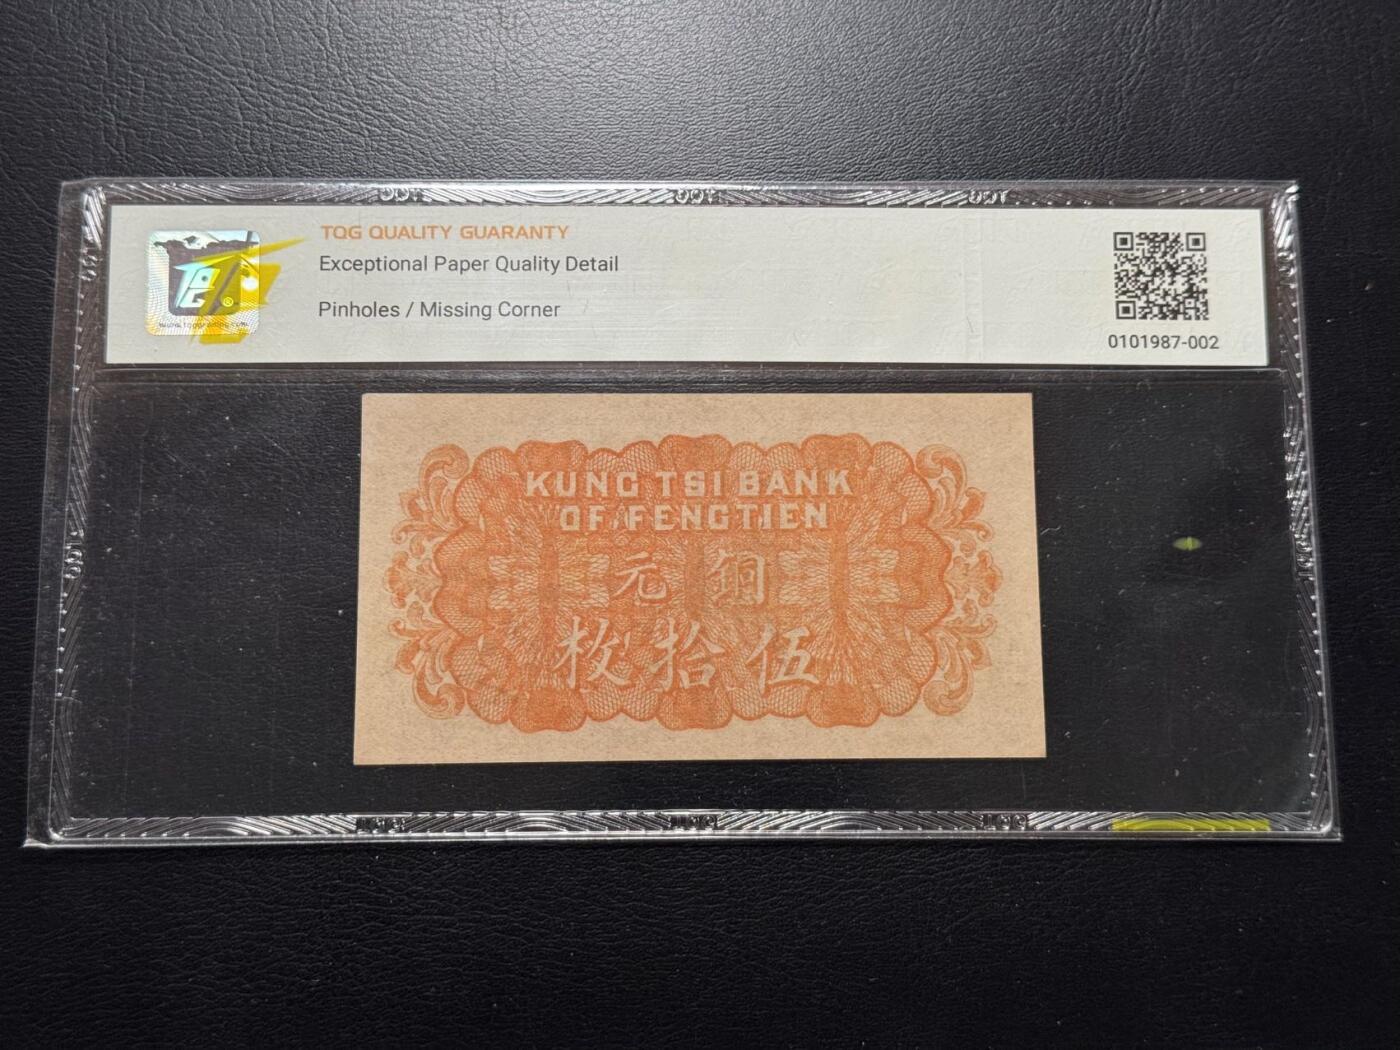 TQG QUALITY GUARANTY
Exceptional Paper Quality Detail
Pinholes / Missing Corner
0101987-002
KUNG TSI BANK
OF FENGTIEN
元銅
枚拾伍